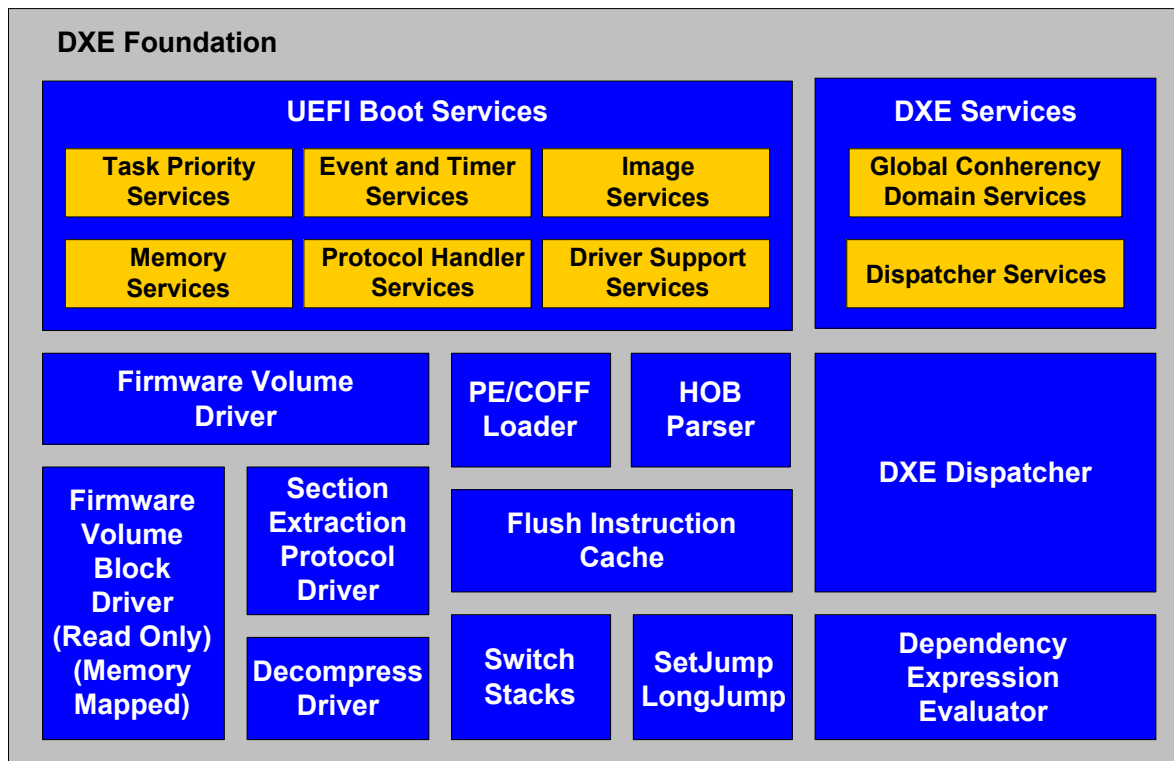 DXE Foundation
UEFI Boot Services
Task Priority
Services
Event and Timer
Services
Image
Services
Memory
Services
Protocol Handler
Services
Driver Support
Services
DXE Services
Global Conherency
Domain Services
Dispatcher Services
Firmware Volume
Driver
PE/COFF
Loader
HOB
Parser
DXE Dispatcher
Firmware
Volume
Block
Driver
(Read Only)
(Memory
Mapped)
Section
Extraction
Protocol
Driver
Flush Instruction
Cache
Decompress
Driver
Switch
Stacks
SetJump
LongJump
Dependency
Expression
Evaluator